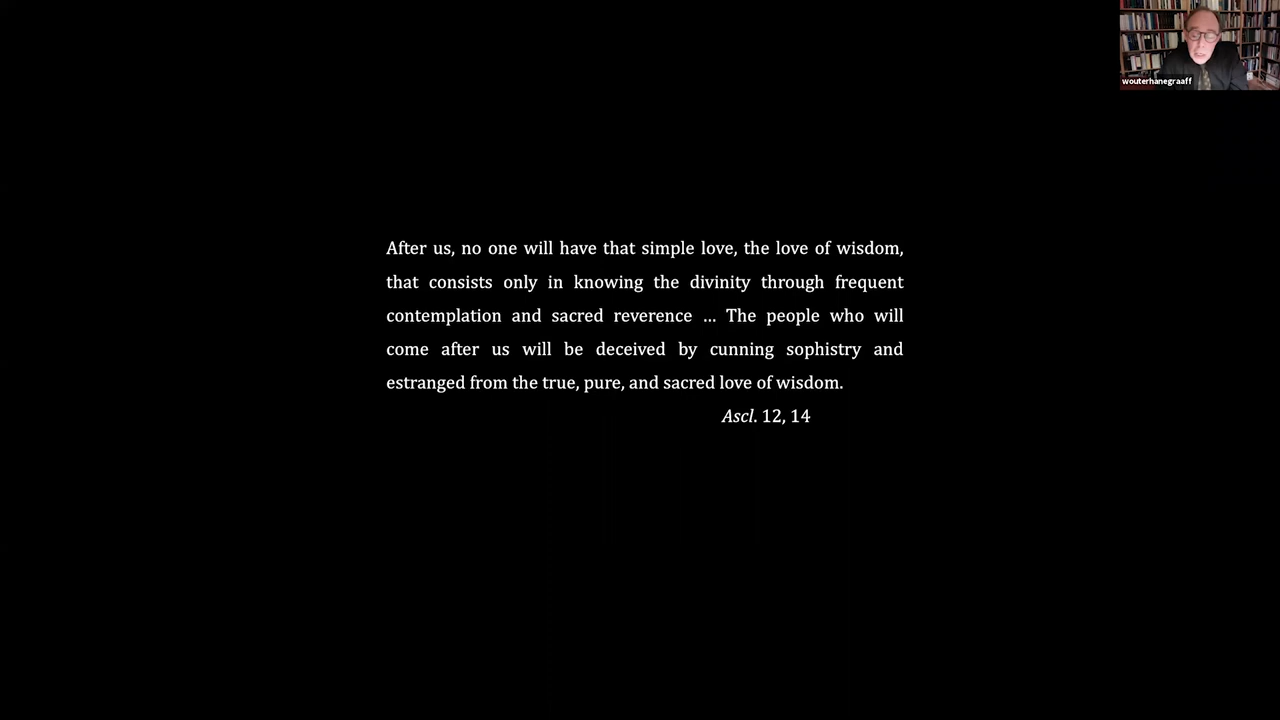 wouterhanegraaff
After us, no one will have that simple love, the love of wisdom,
that consists only in knowing the divinity through frequent
contemplation and sacred reverence ... The people who will
come after us will be deceived by cunning sophistry and
estranged from the true, pure, and sacred love of wisdom.
Ascl. 12, 14